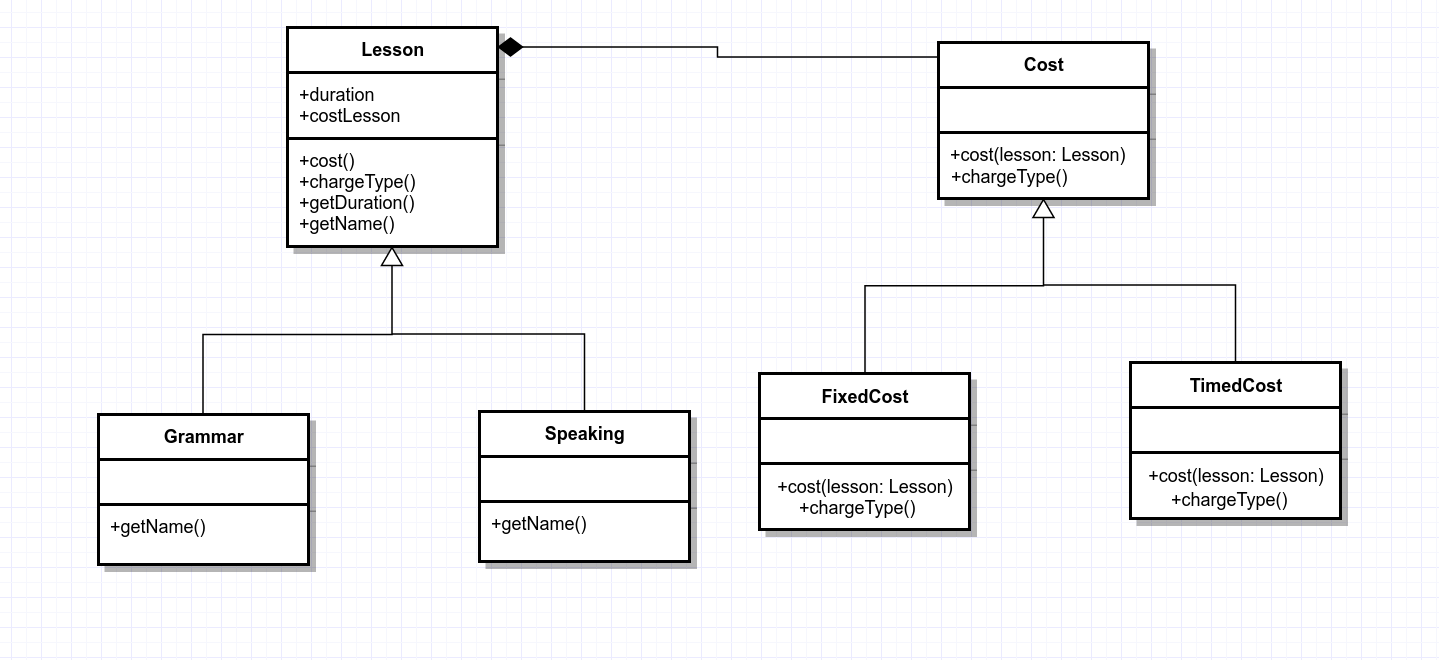 Lesson
+duration
+costLesson
+cost()
+chargeType()
+getDuration()
+getName()
Cost
+cost(lesson: Lesson)
+chargeType()
Grammar
+getName()
Speaking
+getName()
FixedCost
+cost(lesson: Lesson)
+chargeType()
TimedCost
+cost(lesson: Lesson)
+chargeType()